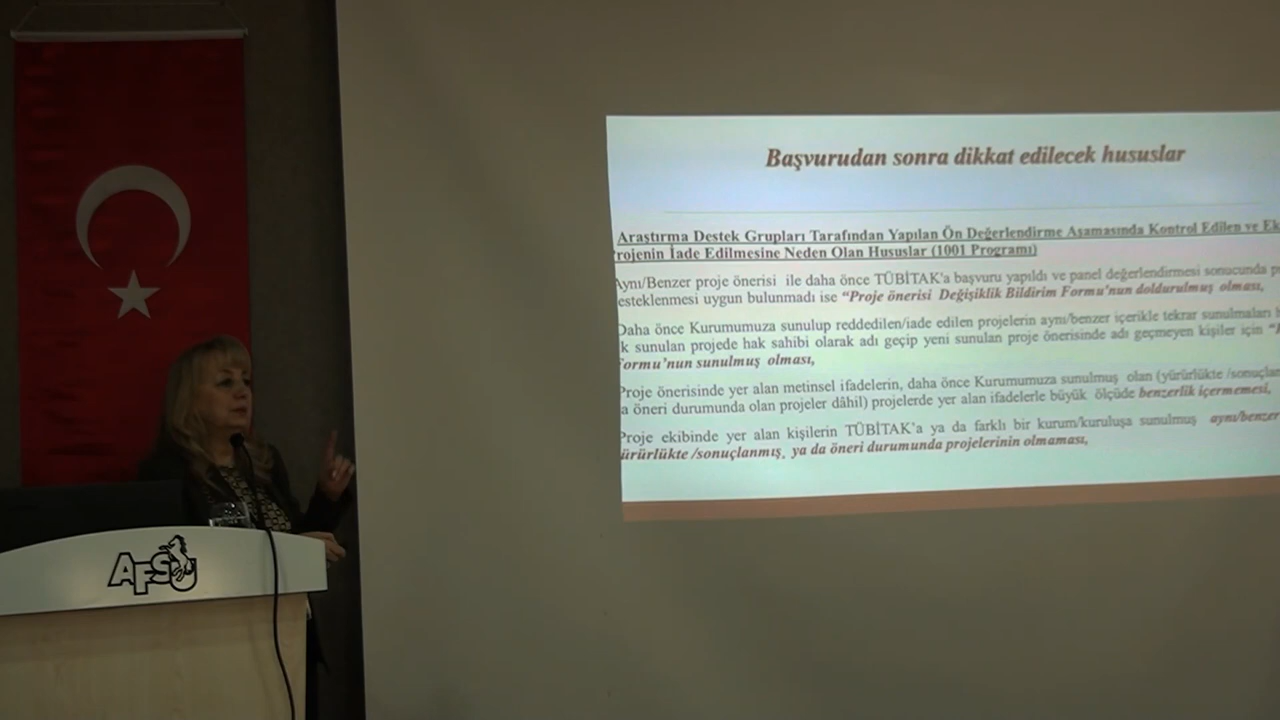 Başvurudan sonra dikkat edilecek hususlar
Araştırma Destek Grupları Tarafından Yapılan Ön Değerlendirme Aşamasında Kontrol Edilen ve Ek
rojenin İade Edilmesine Neden Olan Hususlar (1001 Programı)
Aynı/Benzer proje önerisi ile daha önce TÜBİTAK'a başvuru yapıldı ve panel değerlendirmesi sonucunda
esteklenmesi uygun bulunmadı ise "Proje önerisi Değişiklik Bildirim Formu'nun doldurulmuş olması,
Daha önce Kurumumuza sunulup reddedilen/iade edilen projelerin aynı/benzer içerikle tekrar sunulmaları
k sunulan projede hak sahibi olarak adı geçip yeni sunulan proje önerisinde adı geçmeyen kişiler için
Formu'nun sunulmuş olması,
Proje önerisinde yer alan metinsel ifadelerin, daha önce Kurumumuza sunulmuş olan (yürürlükte /sonuçlan
a öneri durumunda olan projeler dâhil) projelerde yer alan ifadelerle büyük ölçüde benzerlik içermemesi,
Proje ekibinde yer alan kişilerin TÜBİTAK'a ya da farklı bir kurum/kuruluşa sunulmuş aynı/benzer
ürürlükte /sonuçlanmış, ya da öneri durumunda projelerinin olmaması,
AFSU